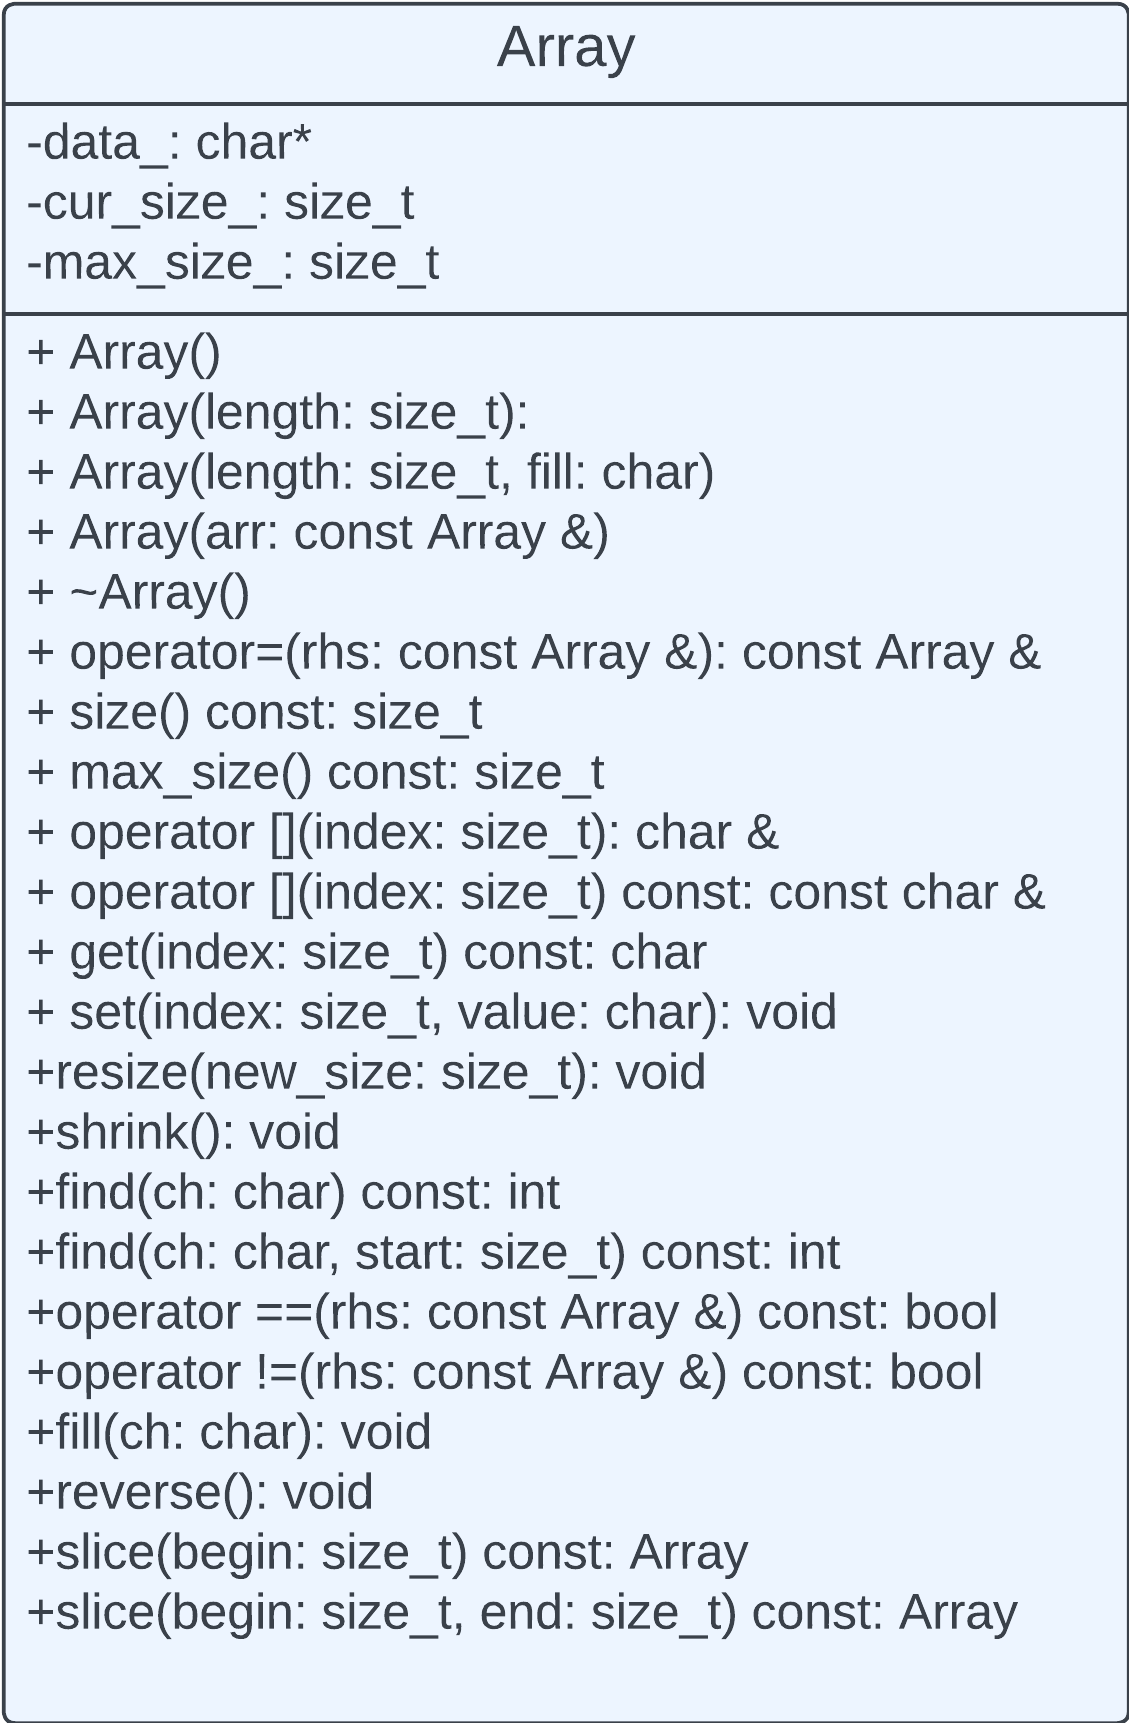 Array
-data_: char*
-cur_size_: size_t
-max_size_: size_t
+ Array()
+ Array(length: size_t):
+ Array(length: size_t, fill: char)
+ Array(arr: const Array &)
+ ~Array()
+ operator=(rhs: const Array &): const Array &
+ size() const: size_t
+ max_size() const: size_t
+ operator [](index: size_t): char &
+ operator [](index: size_t) const: const char &
+ get(index: size_t) const: char
+ set(index: size_t, value: char): void
+resize(new_size: size_t): void
+shrink(): void
+find(ch: char) const: int
+find(ch: char, start: size_t) const: int
+operator ==(rhs: const Array &) const: bool
+operator !=(rhs: const Array &) const: bool
+fill(ch: char): void
+reverse(): void
+slice(begin: size_t) const: Array
+slice(begin: size_t, end: size_t) const: Array